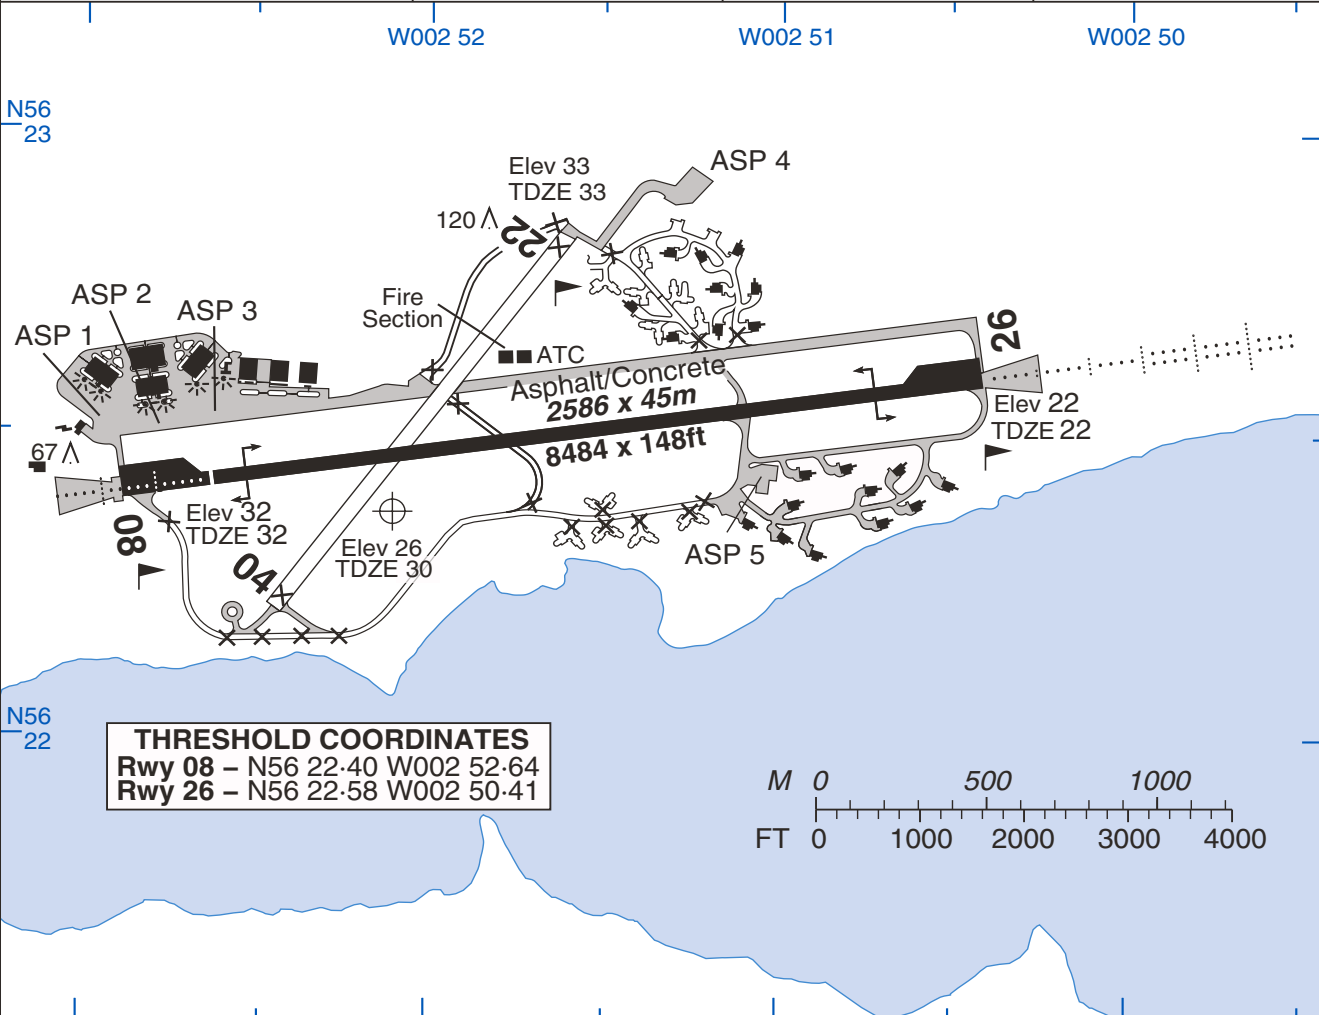 W002 52
W002 51
W002 50
N56
23
Elev 33
TDZE 33
ASP 4
120
22
ASP 2
ASP 3
ASP 1
Fire
Section
ATC
26
Asphalt/Concrete
2586 x 45m
8484 x 148ft
Elev 22
TDZE 22
67
08
Elev 32
TDZE 32
04
Elev 26
TDZE 30
ASP 5
N56
22
THRESHOLD COORDINATES
Rwy 08 – N56 22·40 W002 52·64
Rwy 26 – N56 22·58 W002 50·41
M 0 500 1000
FT 0 1000 2000 3000 4000